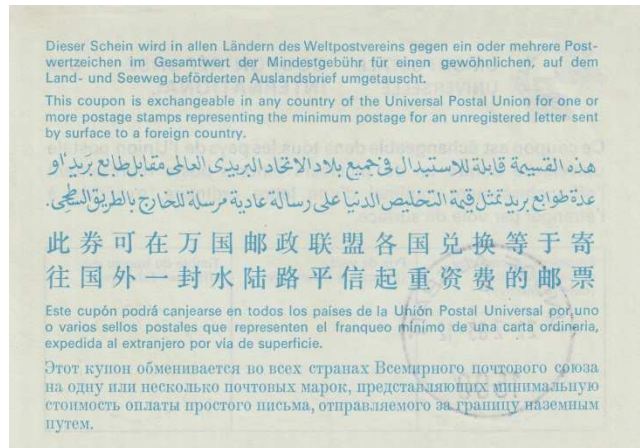 Dieser Schein wird in allen Ländern des Weltpostvereins gegen ein oder mehrere Post-
wertzeichen im Gesamtwert der Mindestgebühr für einen gewöhnlichen, auf dem
Land- und Seeweg beförderten Auslandsbrief umgetauscht.
This coupon is exchangeable in any country of the Universal Postal Union for one or
more postage stamps representing the minimum postage for an unregistered letter sent
by surface to a foreign country.
هذه القسيمة قابلة للاستبدال فى جميع بلاد الاتحاد البريدى العالمى مقابل طابع بريد او
عدة طوابع بريد تمثل قيمة التخليص الدنيا على رسالة عادية مرسلة للخارج بالطريق السطحى.
此券可在万国邮政联盟各国兑换等于寄
往国外一封水陆路平信起重资费的邮票
Este cupón podrá canjearse en todos los países de la Unión Postal Universal por uno
o varios sellos postales que representen el franqueo mínimo de una carta ordinaria,
expedida al extranjero por vía de superficie.
Этот купон обменивается во всех странах Всемирного почтового союза
на одну или несколько почтовых марок, представляющих минимальную
стоимость оплаты простого письма, отправляемого за границу наземным
путем.